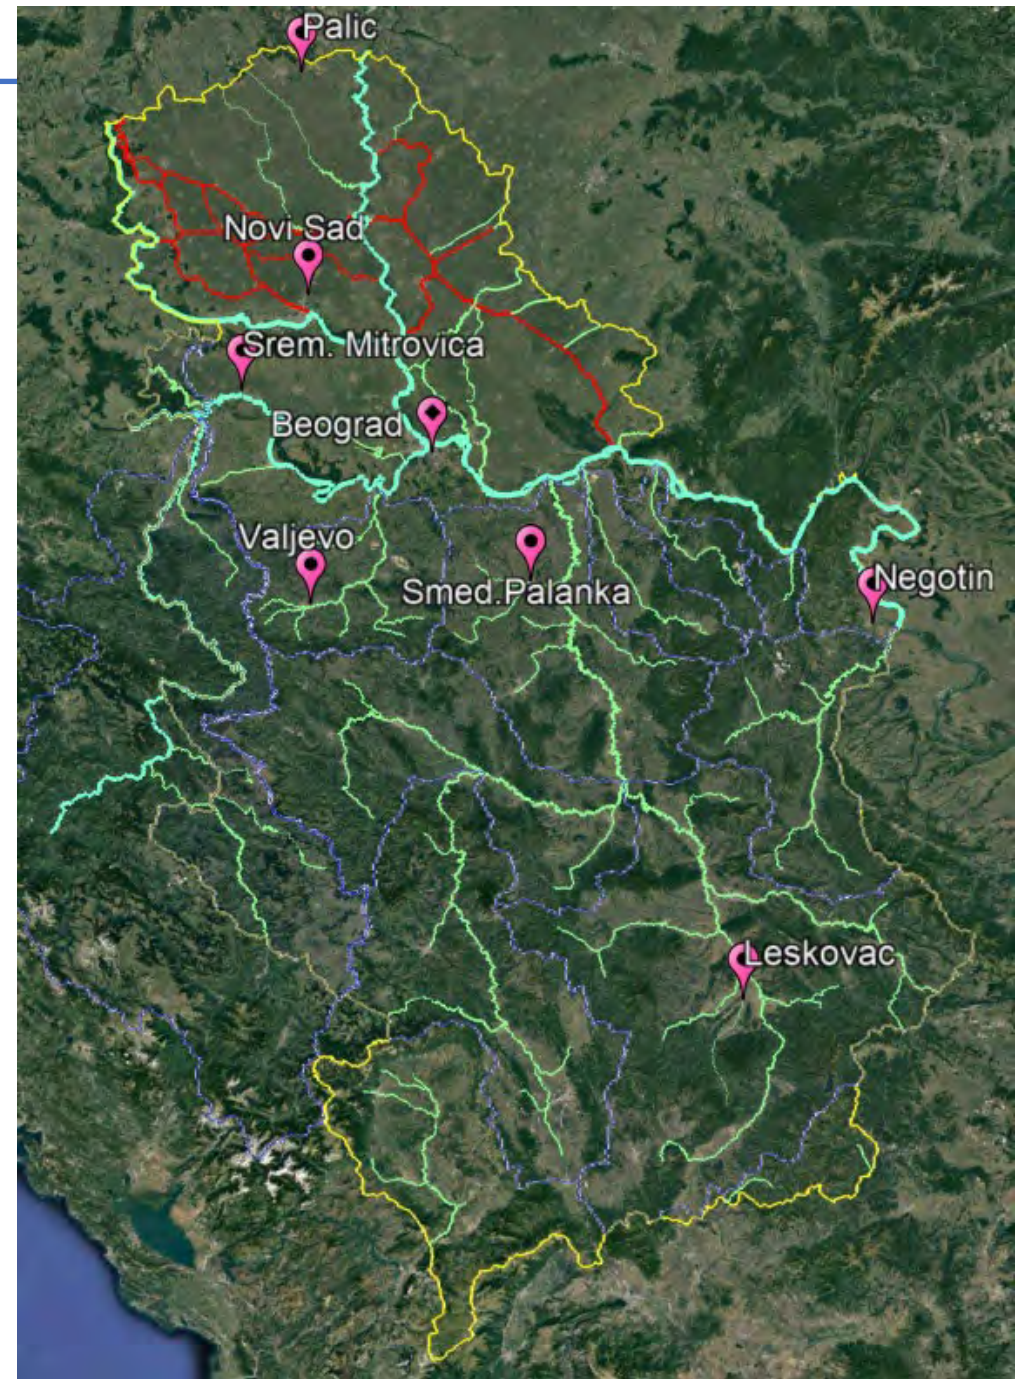 Palic
Novi Sad
Srem. Mitrovica
Beograd
Valjevo
Smed.Palanka
Negotin
Leskovac